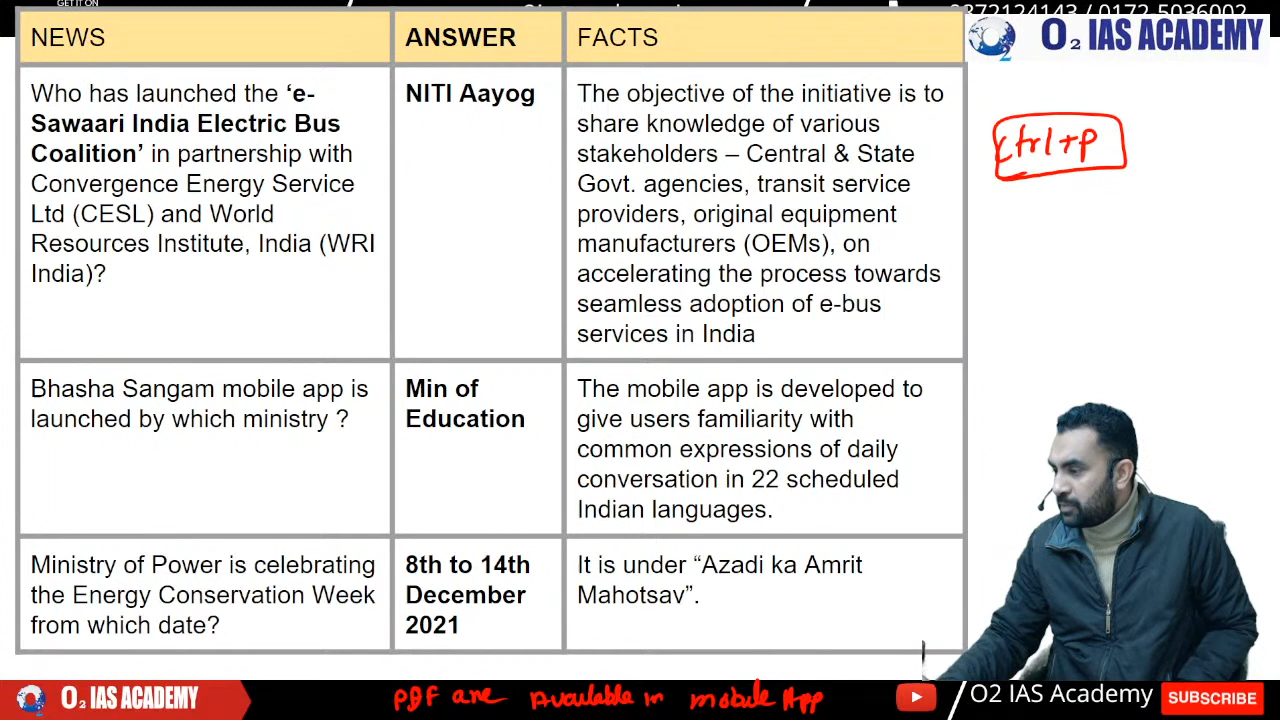 GET IT ON
9872124143 / 0172-5036002
NEWS
ANSWER
FACTS
O2 IAS ACADEMY
Who has launched the ‘e-
Sawaari India Electric Bus
Coalition’ in partnership with
Convergence Energy Service
Ltd (CESL) and World
Resources Institute, India (WRI
India)?
NITI Aayog
The objective of the initiative is to
share knowledge of various
stakeholders – Central & State
Govt. agencies, transit service
providers, original equipment
manufacturers (OEMs), on
accelerating the process towards
seamless adoption of e-bus
services in India
Ctrl+P
Bhasha Sangam mobile app is
launched by which ministry ?
Min of
Education
The mobile app is developed to
give users familiarity with
common expressions of daily
conversation in 22 scheduled
Indian languages.
Ministry of Power is celebrating
the Energy Conservation Week
from which date?
8th to 14th
December
2021
It is under “Azadi ka Amrit
Mahotsav”.
O2 IAS ACADEMY
PDF are Available in mobile App
O2 IAS Academy
SUBSCRIBE